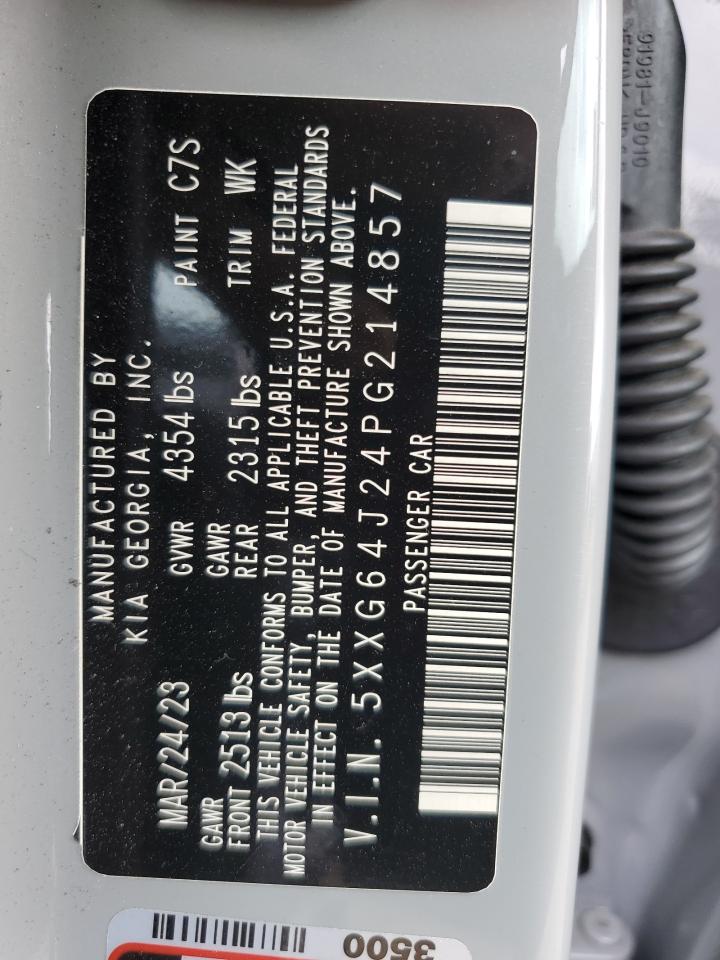 MANUFACTURED BY
KIA GEORGIA, INC.
MAR/24/23 GVWR 4354 lbs PAINT C7S
GAWR FRONT 2513 lbs GAWR REAR 2315 lbs TRIM WK
THIS VEHICLE CONFORMS TO ALL APPLICABLE U.S.A. FEDERAL
MOTOR VEHICLE SAFETY, BUMPER, AND THEFT PREVENTION STANDARDS
IN EFFECT ON THE DATE OF MANUFACTURE SHOWN ABOVE.
V.I.N. 5XXG64J24PG214857
PASSENGER CAR
91981-J9010
3500